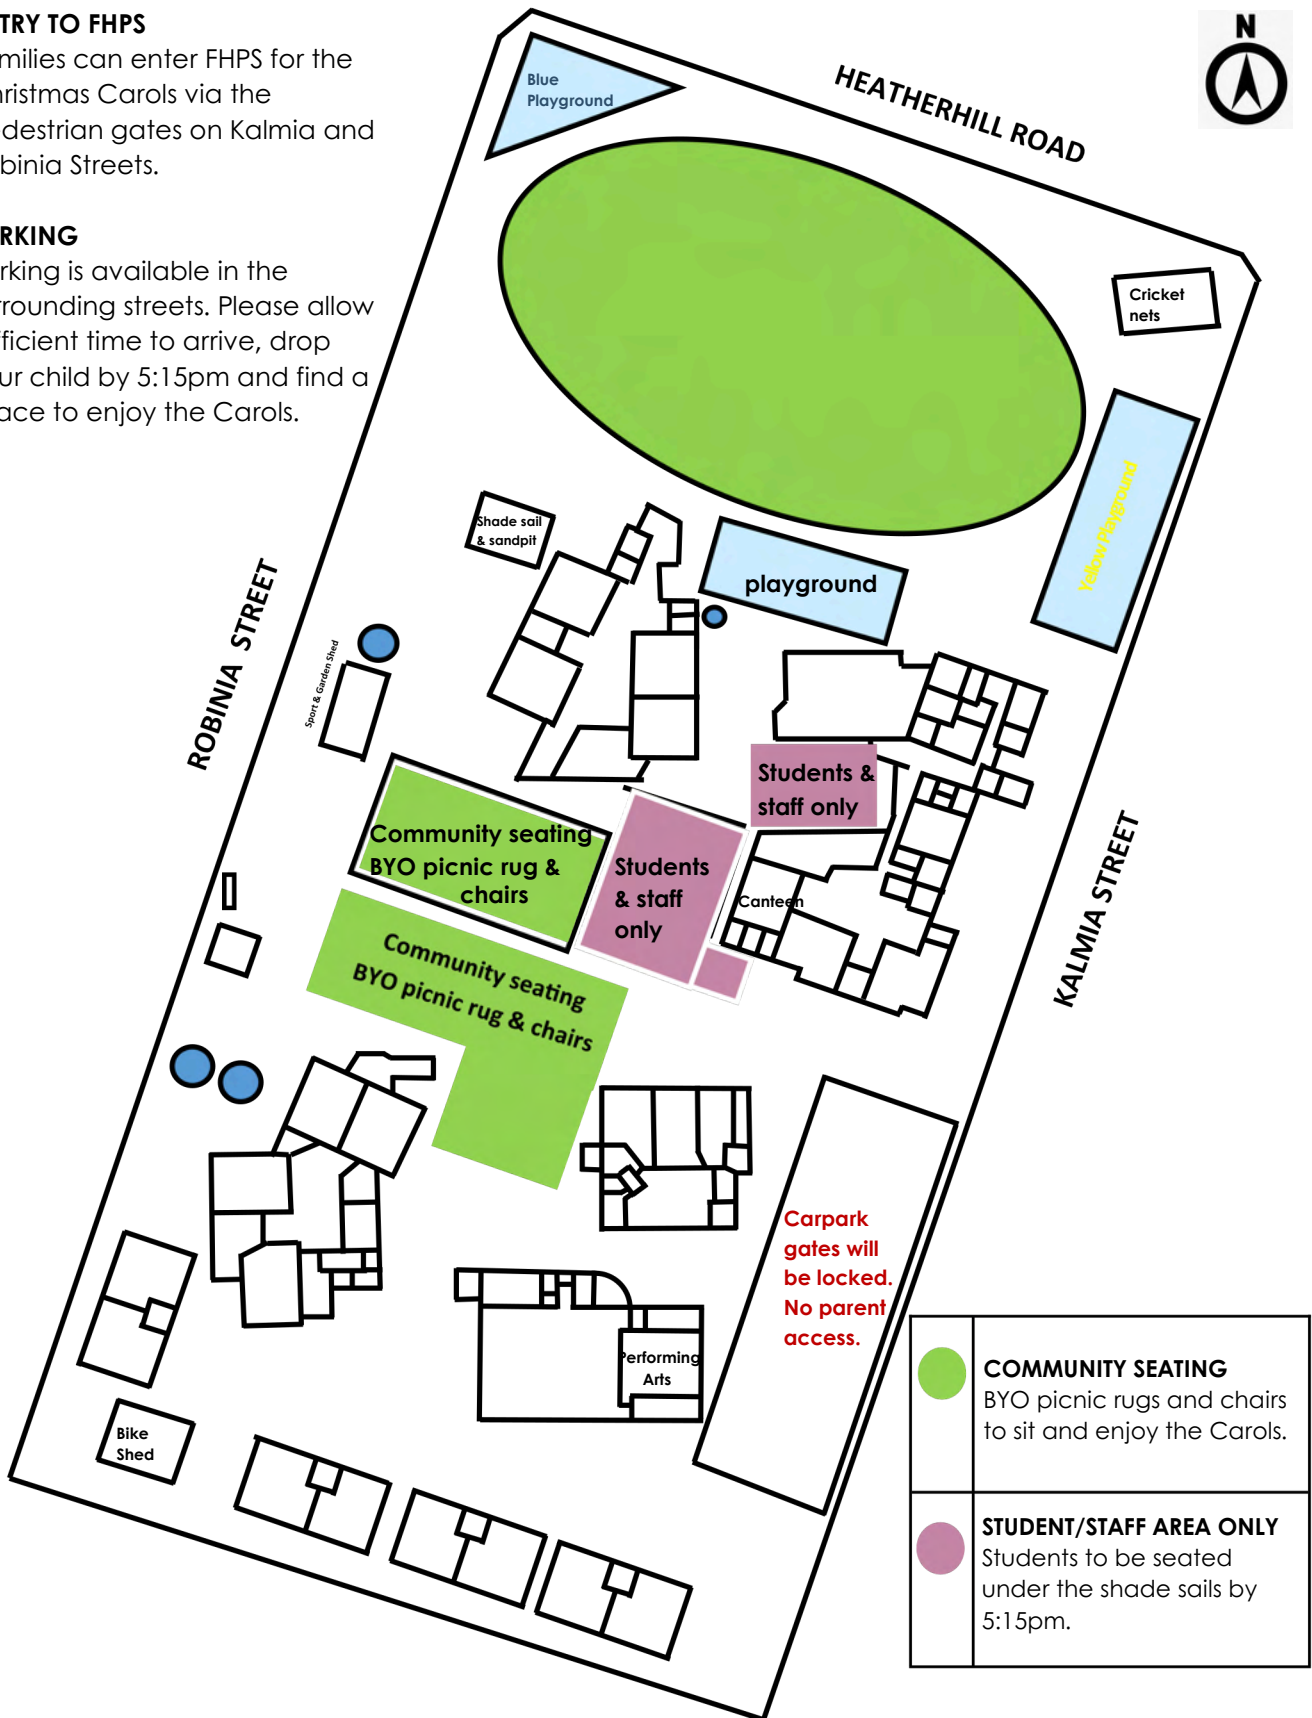 TRY TO FHPS
milies can enter FHPS for the
ristmas Carols via the
destrian gates on Kalmia and
binia Streets.
RKING
rking is available in the
rrounding streets. Please allow
fficient time to arrive, drop
ur child by 5:15pm and find a
ace to enjoy the Carols.
N
HEATHERHILL ROAD
Blue
Playground
Cricket
nets
Yellow Playground
Shade sail
& sandpit
playground
ROBINIA STREET
Sport & Garden Shed
Students &
staff only
Community seating
BYO picnic rug &
chairs
Students
& staff
only
Canteen
KALMIA STREET
Community seating
BYO picnic rug & chairs
Carpark
gates will
be locked.
No parent
access.
Performing
Arts
Bike
Shed
COMMUNITY SEATING
BYO picnic rugs and chairs
to sit and enjoy the Carols.
STUDENT/STAFF AREA ONLY
Students to be seated
under the shade sails by
5:15pm.